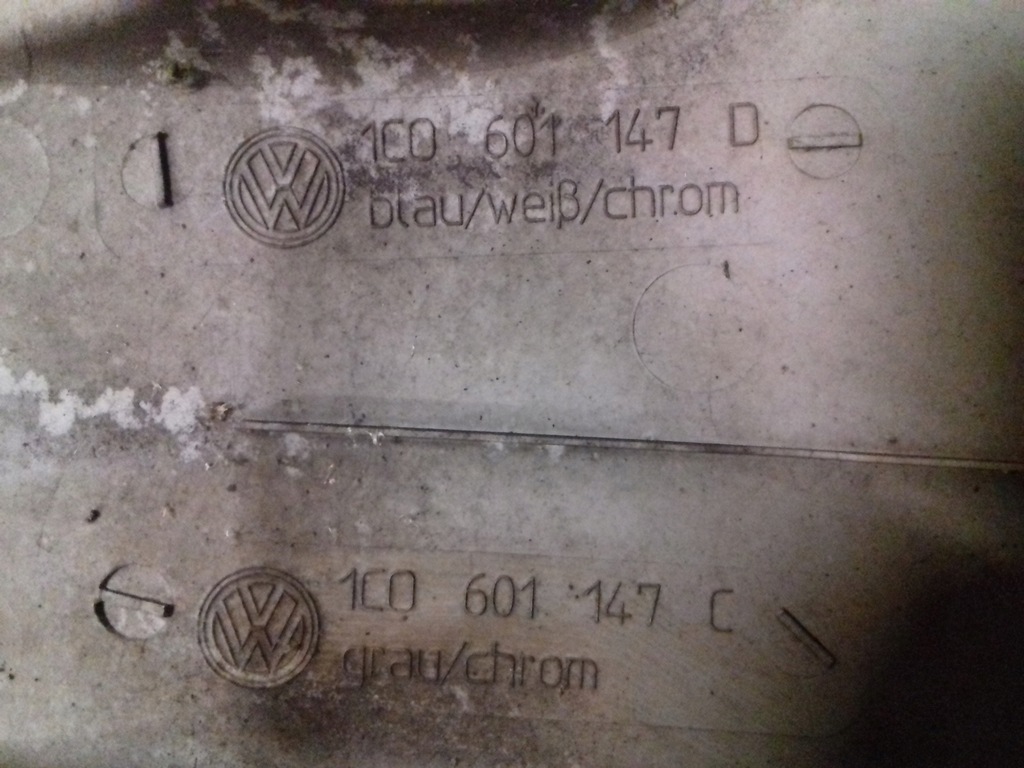 1C0 601 147 D
blau/weiß/chrom
1C0 601 147 C
grau/chrom